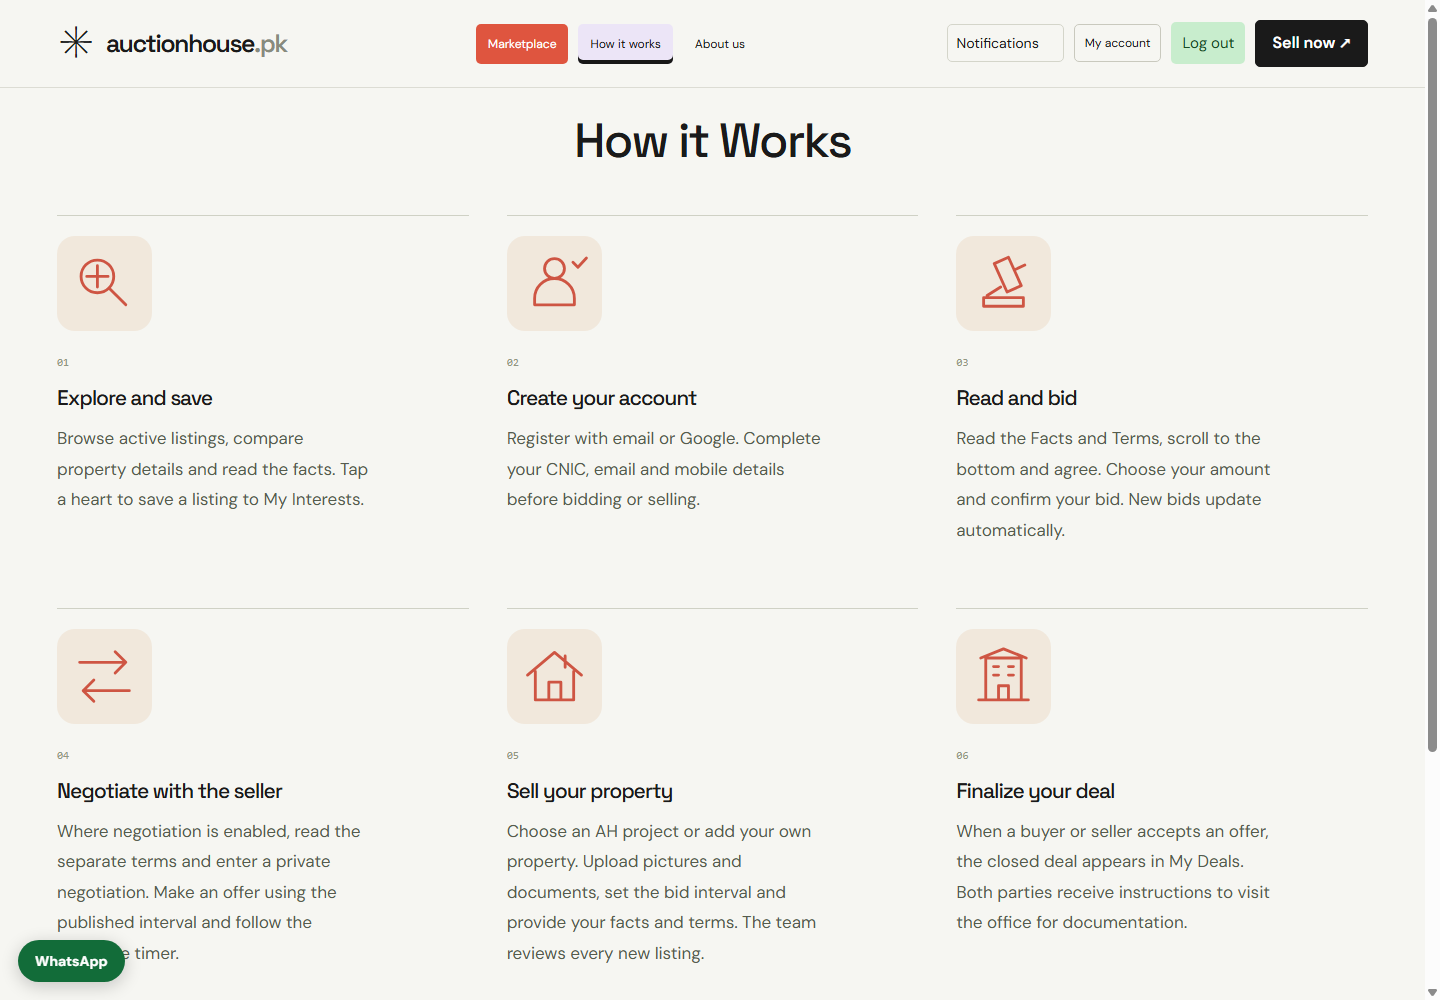 auctionhouse.pk
Marketplace
How it works
About us
Notifications
My account
Log out
Sell now ↗
How it Works
01
Explore and save
Browse active listings, compare
property details and read the facts. Tap
a heart to save a listing to My Interests.
02
Create your account
Register with email or Google. Complete
your CNIC, email and mobile details
before bidding or selling.
03
Read and bid
Read the Facts and Terms, scroll to the
bottom and agree. Choose your amount
and confirm your bid. New bids update
automatically.
04
Negotiate with the seller
Where negotiation is enabled, read the
separate terms and enter a private
negotiation. Make an offer using the
published interval and follow the
timer.
05
Sell your property
Choose an AH project or add your own
property. Upload pictures and
documents, set the bid interval and
provide your facts and terms. The team
reviews every new listing.
06
Finalize your deal
When a buyer or seller accepts an offer,
the closed deal appears in My Deals.
Both parties receive instructions to visit
the office for documentation.
WhatsApp